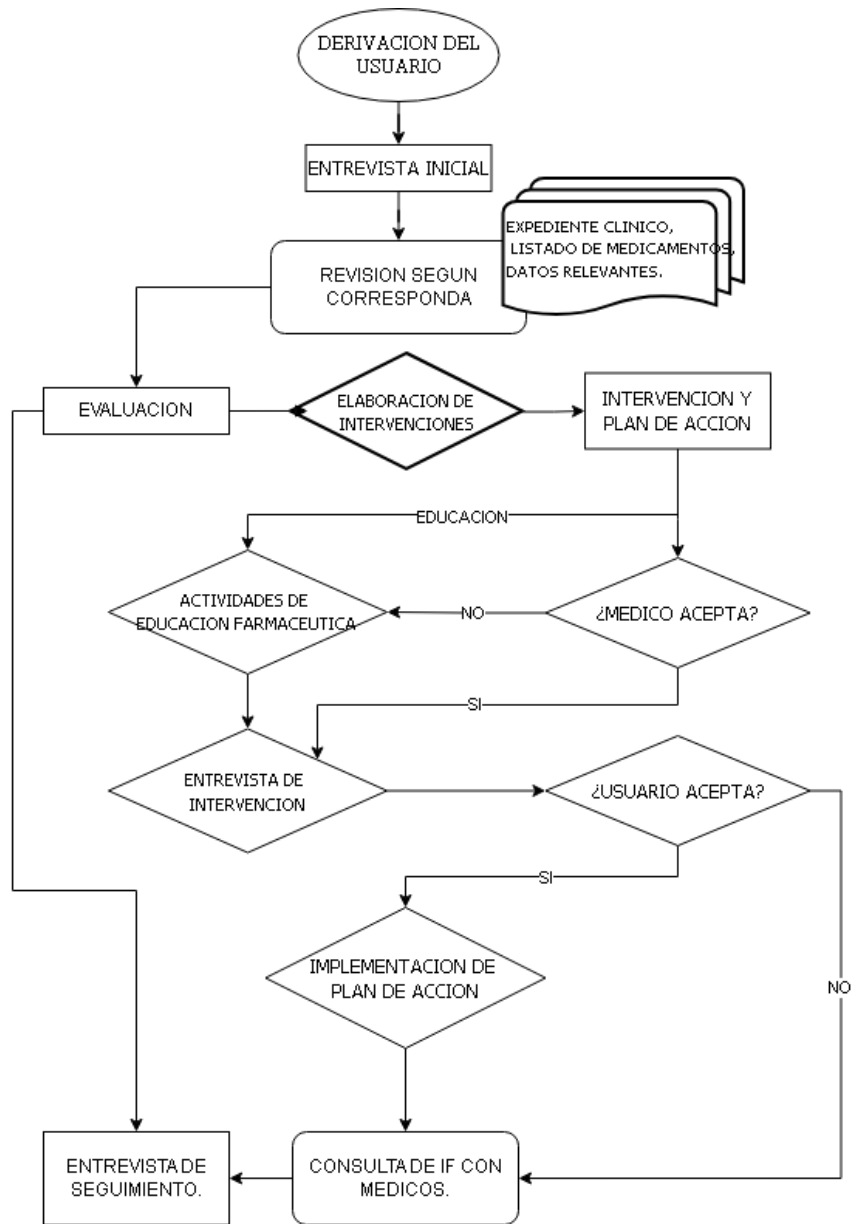 DERIVACION DEL
USUARIO
ENTREVISTA INICIAL
EXPEDIENTE CLINICO,
LISTADO DE MEDICAMENTOS,
DATOS RELEVANTES.
REVISION SEGUN
CORRESPONDA
EVALUACION
ELABORACION DE
INTERVENCIONES
INTERVENCION Y
PLAN DE ACCION
EDUCACION
ACTIVIDADES DE
EDUCACION FARMACEUTICA
NO
¿MEDICO ACEPTA?
SI
ENTREVISTA DE
INTERVENCION
¿USUARIO ACEPTA?
SI
IMPLEMENTACION DE
PLAN DE ACCION
NO
ENTREVISTA DE
SEGUIMIENTO.
CONSULTA DE IF CON
MEDICOS.